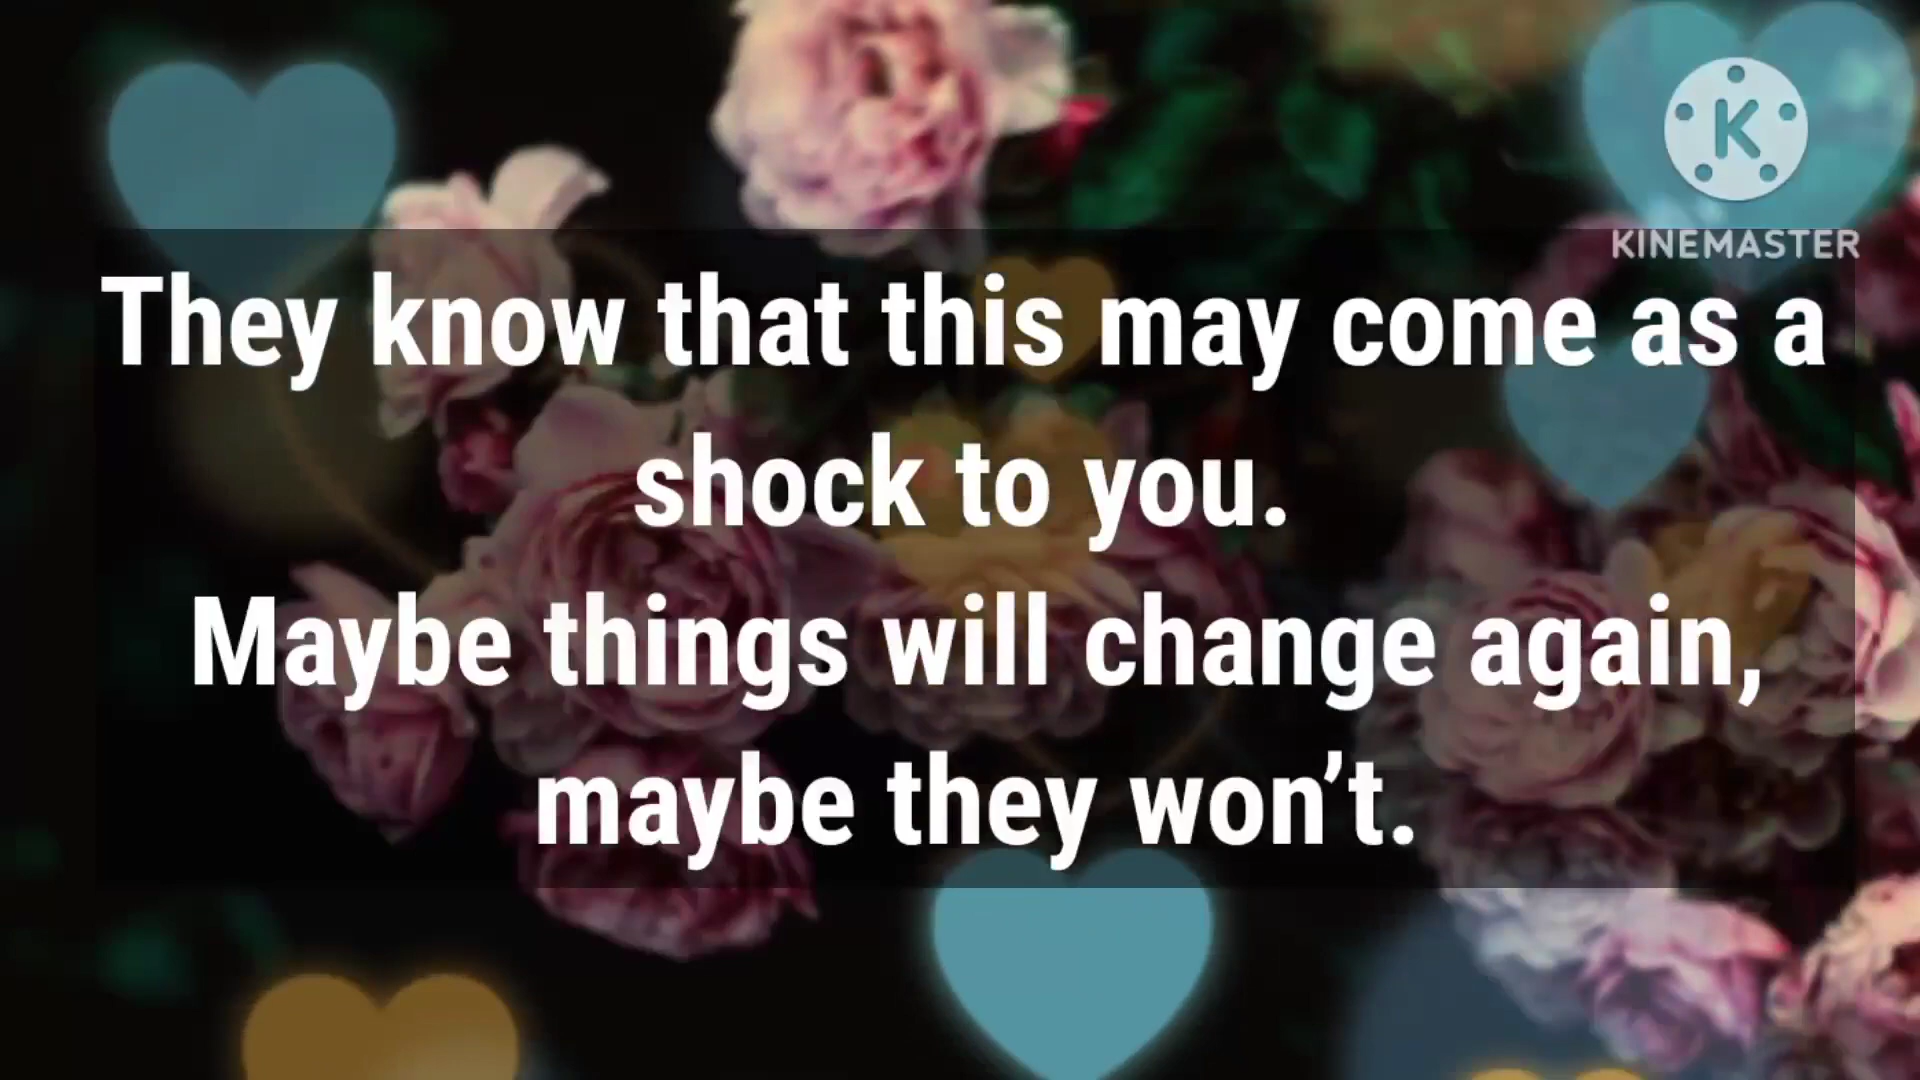 K
KINEMASTER
They know that this may come as a
shock to you.
Maybe things will change again,
maybe they won’t.